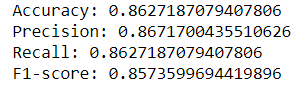 Accuracy: 0.8627187079407806
Precision: 0.8671700435510626
Recall: 0.8627187079407806
F1-score: 0.8573599694419896